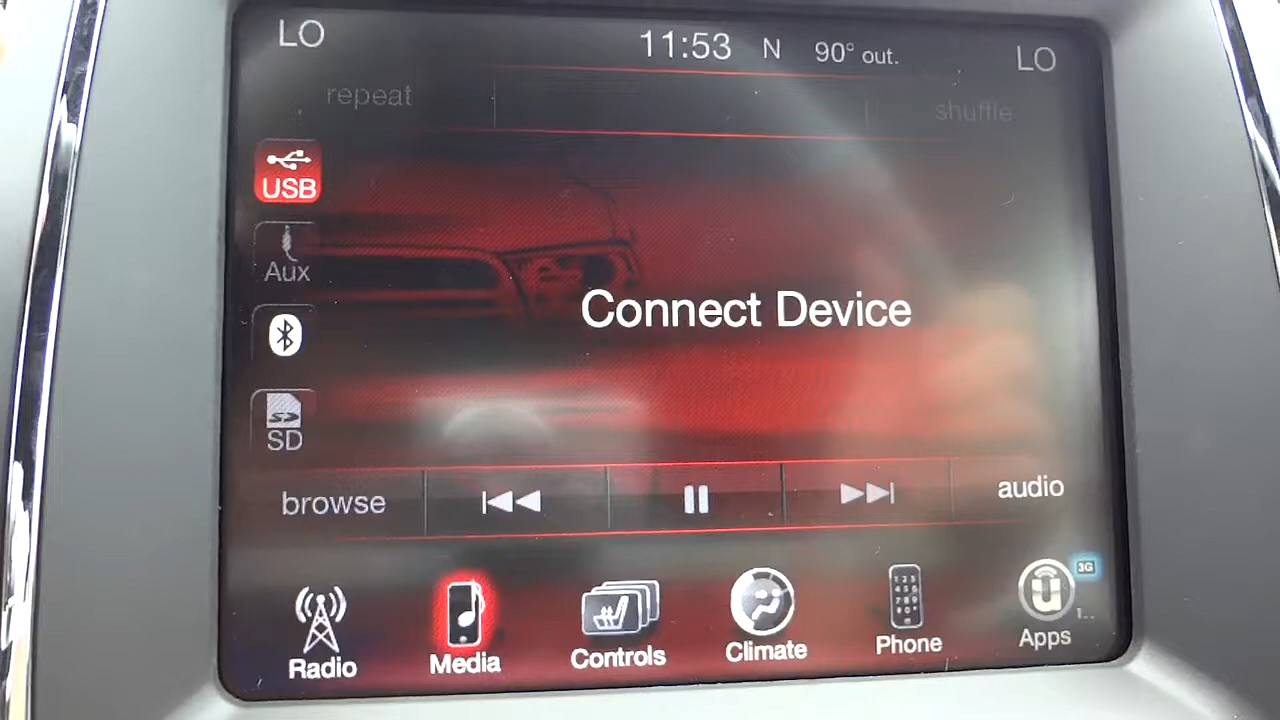 LO 11:53 N 90° out. LO
repeat shuffle
USB
Aux
Connect Device
SD
browse audio
3G
Radio Media Controls Climate Phone Apps